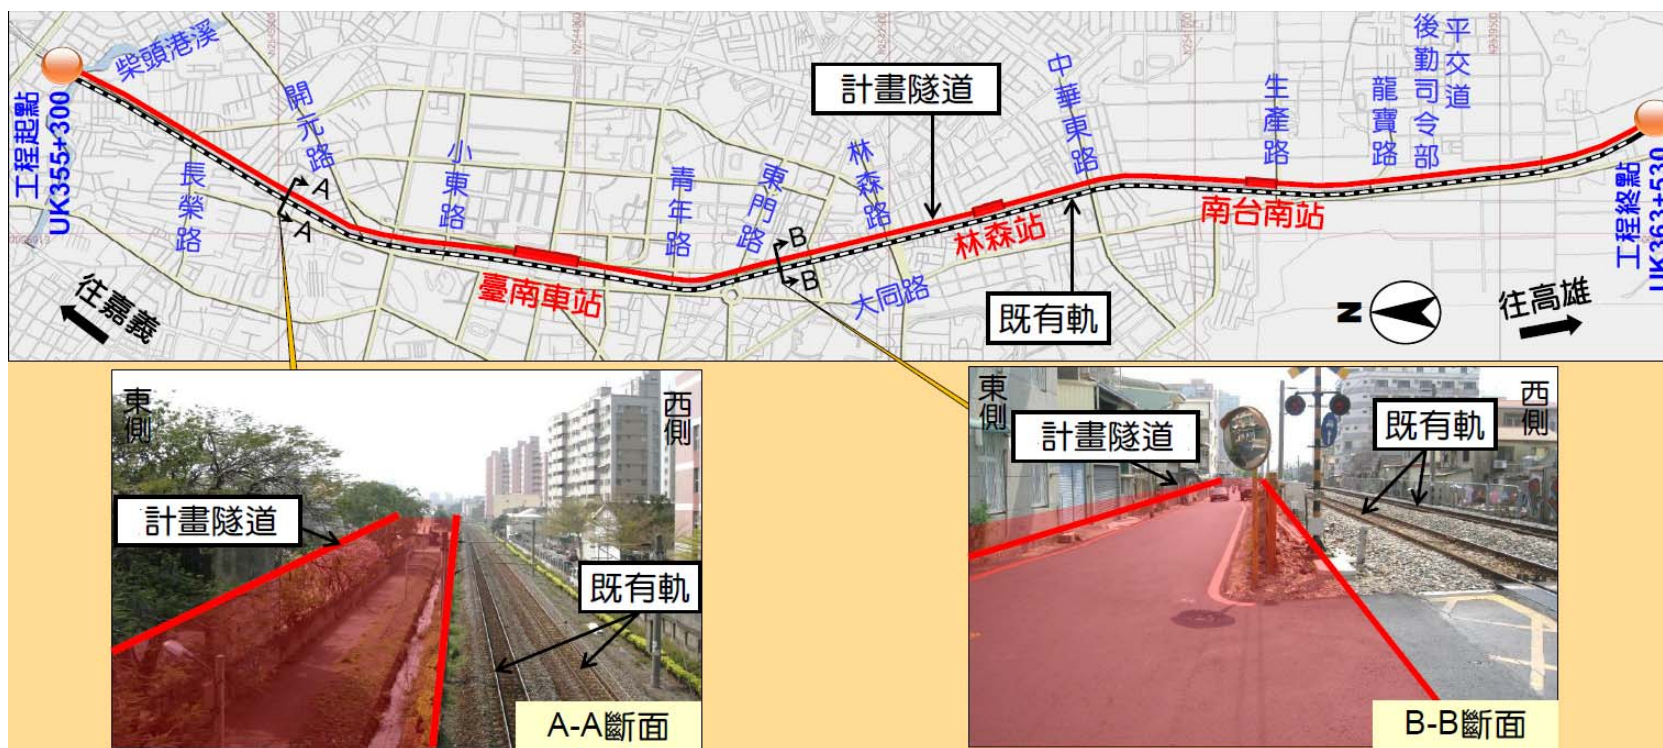 工程起點
UK355+300
柴頭港溪
長榮路
開元路
A
A
小東路
臺南車站
青年路
東門路
B
B
林森路
計畫隧道
大同路
林森站
既有軌
中華東路
生產路
南台南站
龍寶路
後勤司令部
平交道
工程終點
UK363+530
往嘉義
N
往高雄
東側
西側
計畫隧道
既有軌
A-A斷面
東側
西側
計畫隧道
既有軌
B-B斷面